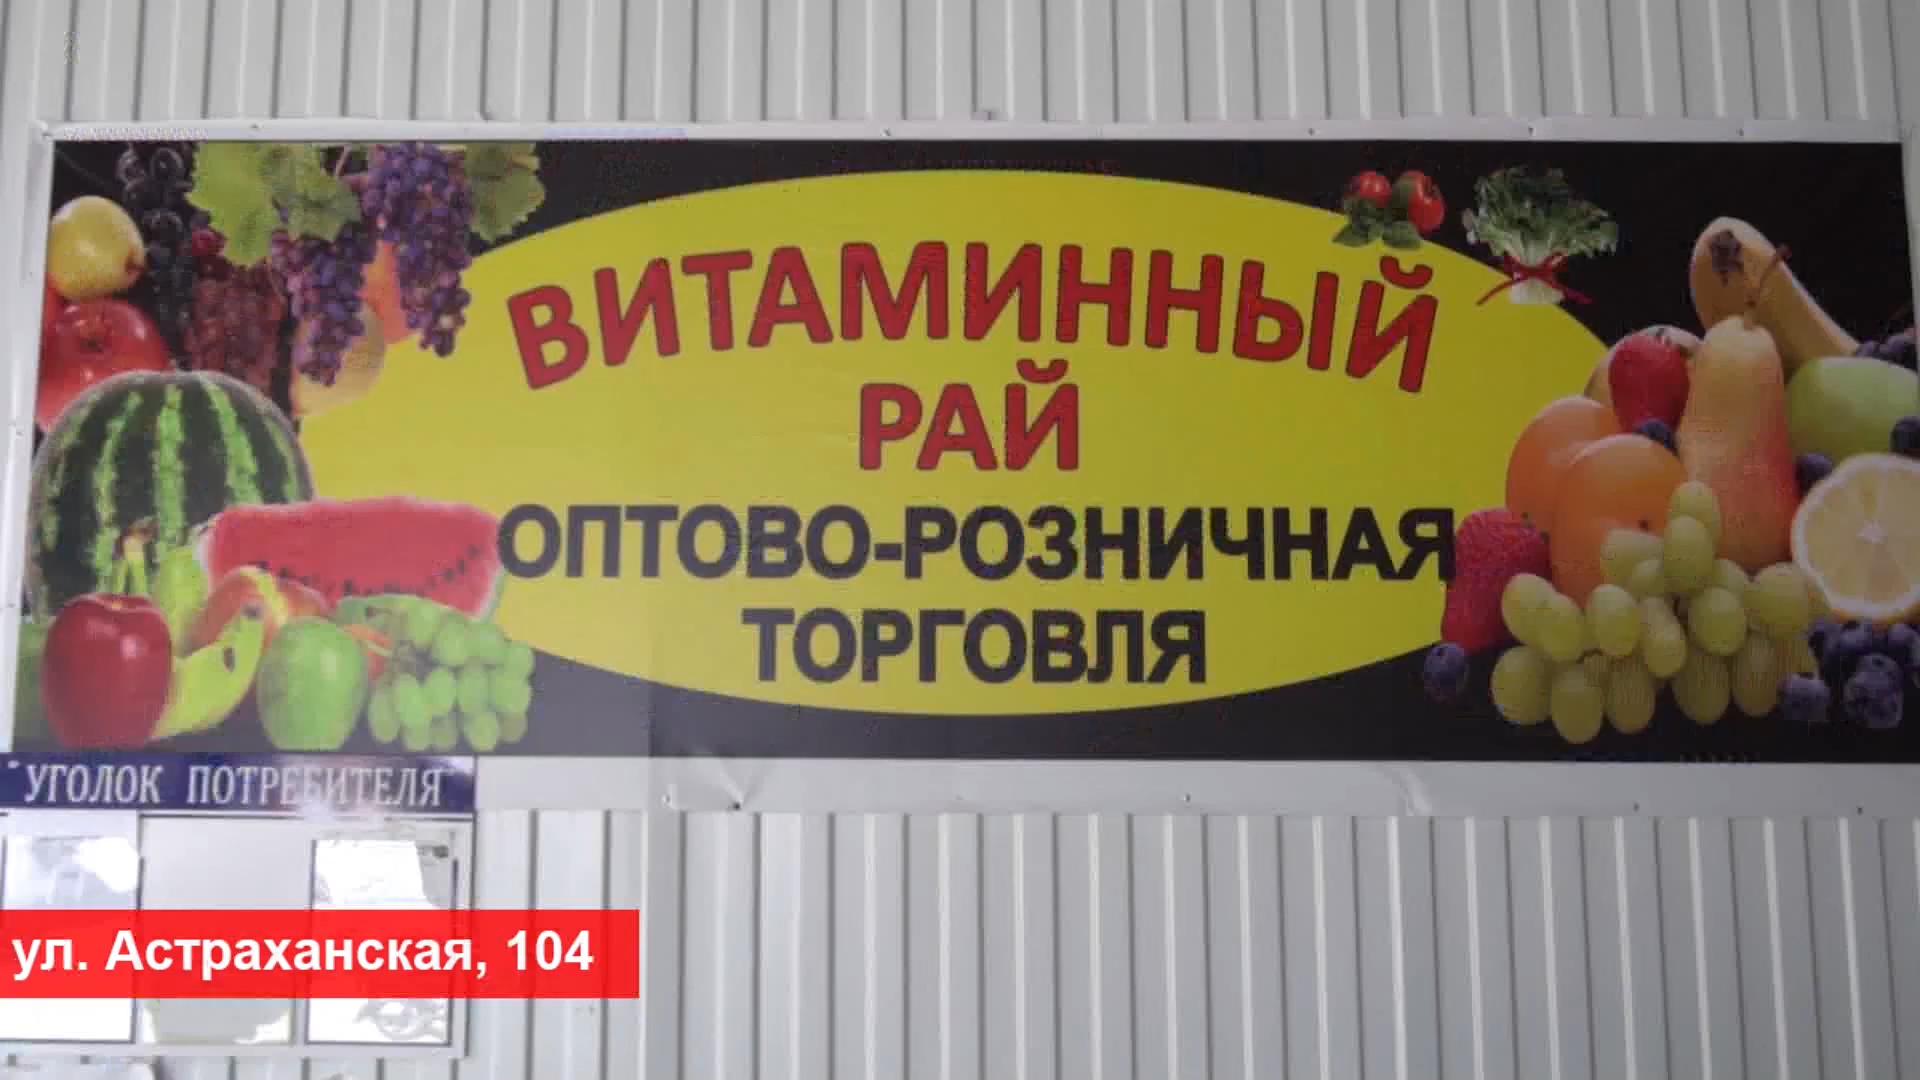 ВИТАМИННЫЙ
РАЙ
ОПТОВО-РОЗНИЧНАЯ
ТОРГОВЛЯ
"УГОЛОК ПОТРЕБИТЕЛЯ"
ул. Астраханская, 104